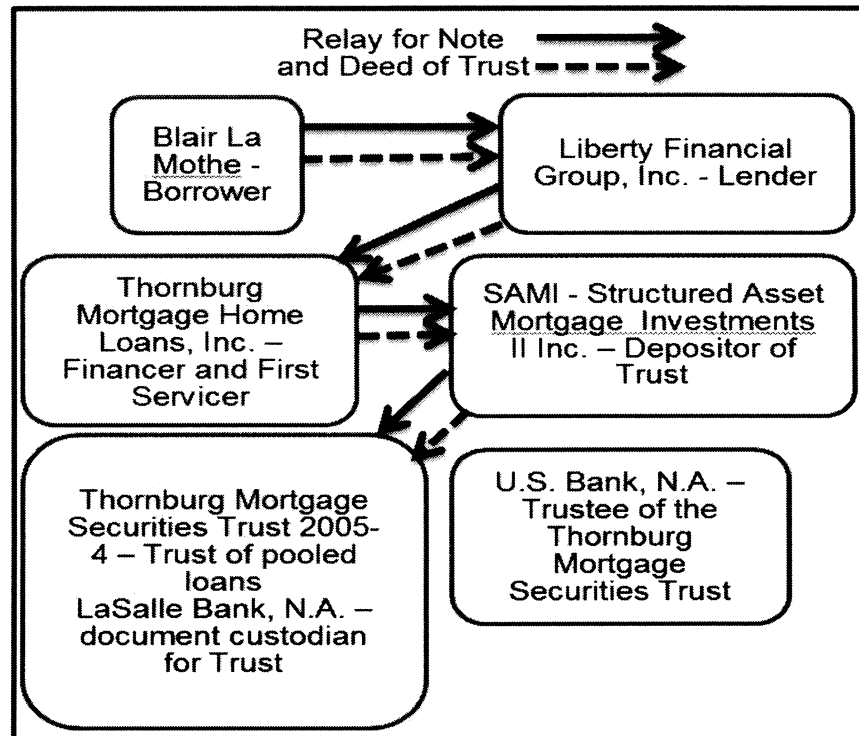 Relay for Note
and Deed of Trust
Blair La
Mothe -
Borrower
Liberty Financial
Group, Inc. - Lender
Thornburg
Mortgage Home
Loans, Inc. –
Financer and First
Servicer
SAMI - Structured Asset
Mortgage Investments
II Inc. – Depositor of
Trust
Thornburg Mortgage
Securities Trust 2005-
4 – Trust of pooled
loans
LaSalle Bank, N.A. –
document custodian
for Trust
U.S. Bank, N.A. –
Trustee of the
Thornburg
Mortgage
Securities Trust